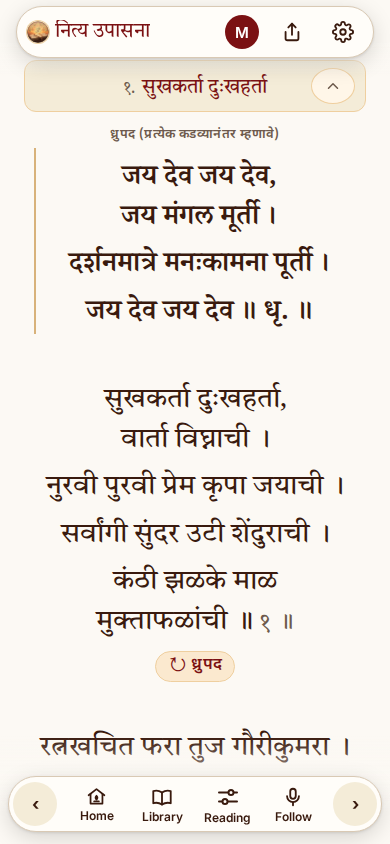 नित्य उपासना
M
१. सुखकर्ता दुःखहर्ता
ध्रुपद (प्रत्येक कडव्यानंतर म्हणावे)
जय देव जय देव,
जय मंगल मूर्ती ।
दर्शनमात्रे मनःकामना पूर्ती ।
जय देव जय देव ॥ धृ. ॥
सुखकर्ता दुःखहर्ता,
वार्ता विघ्नाची ।
नुरवी पुरवी प्रेम कृपा जयाची ।
सर्वांगी सुंदर उटी शेंदुराची ।
कंठी झळके माळ
मुक्ताफळांची ॥ १ ॥
ध्रुपद
रत्नखचित फरा तुज गौरीकुमरा ।
‹ Home Library Reading Follow ›